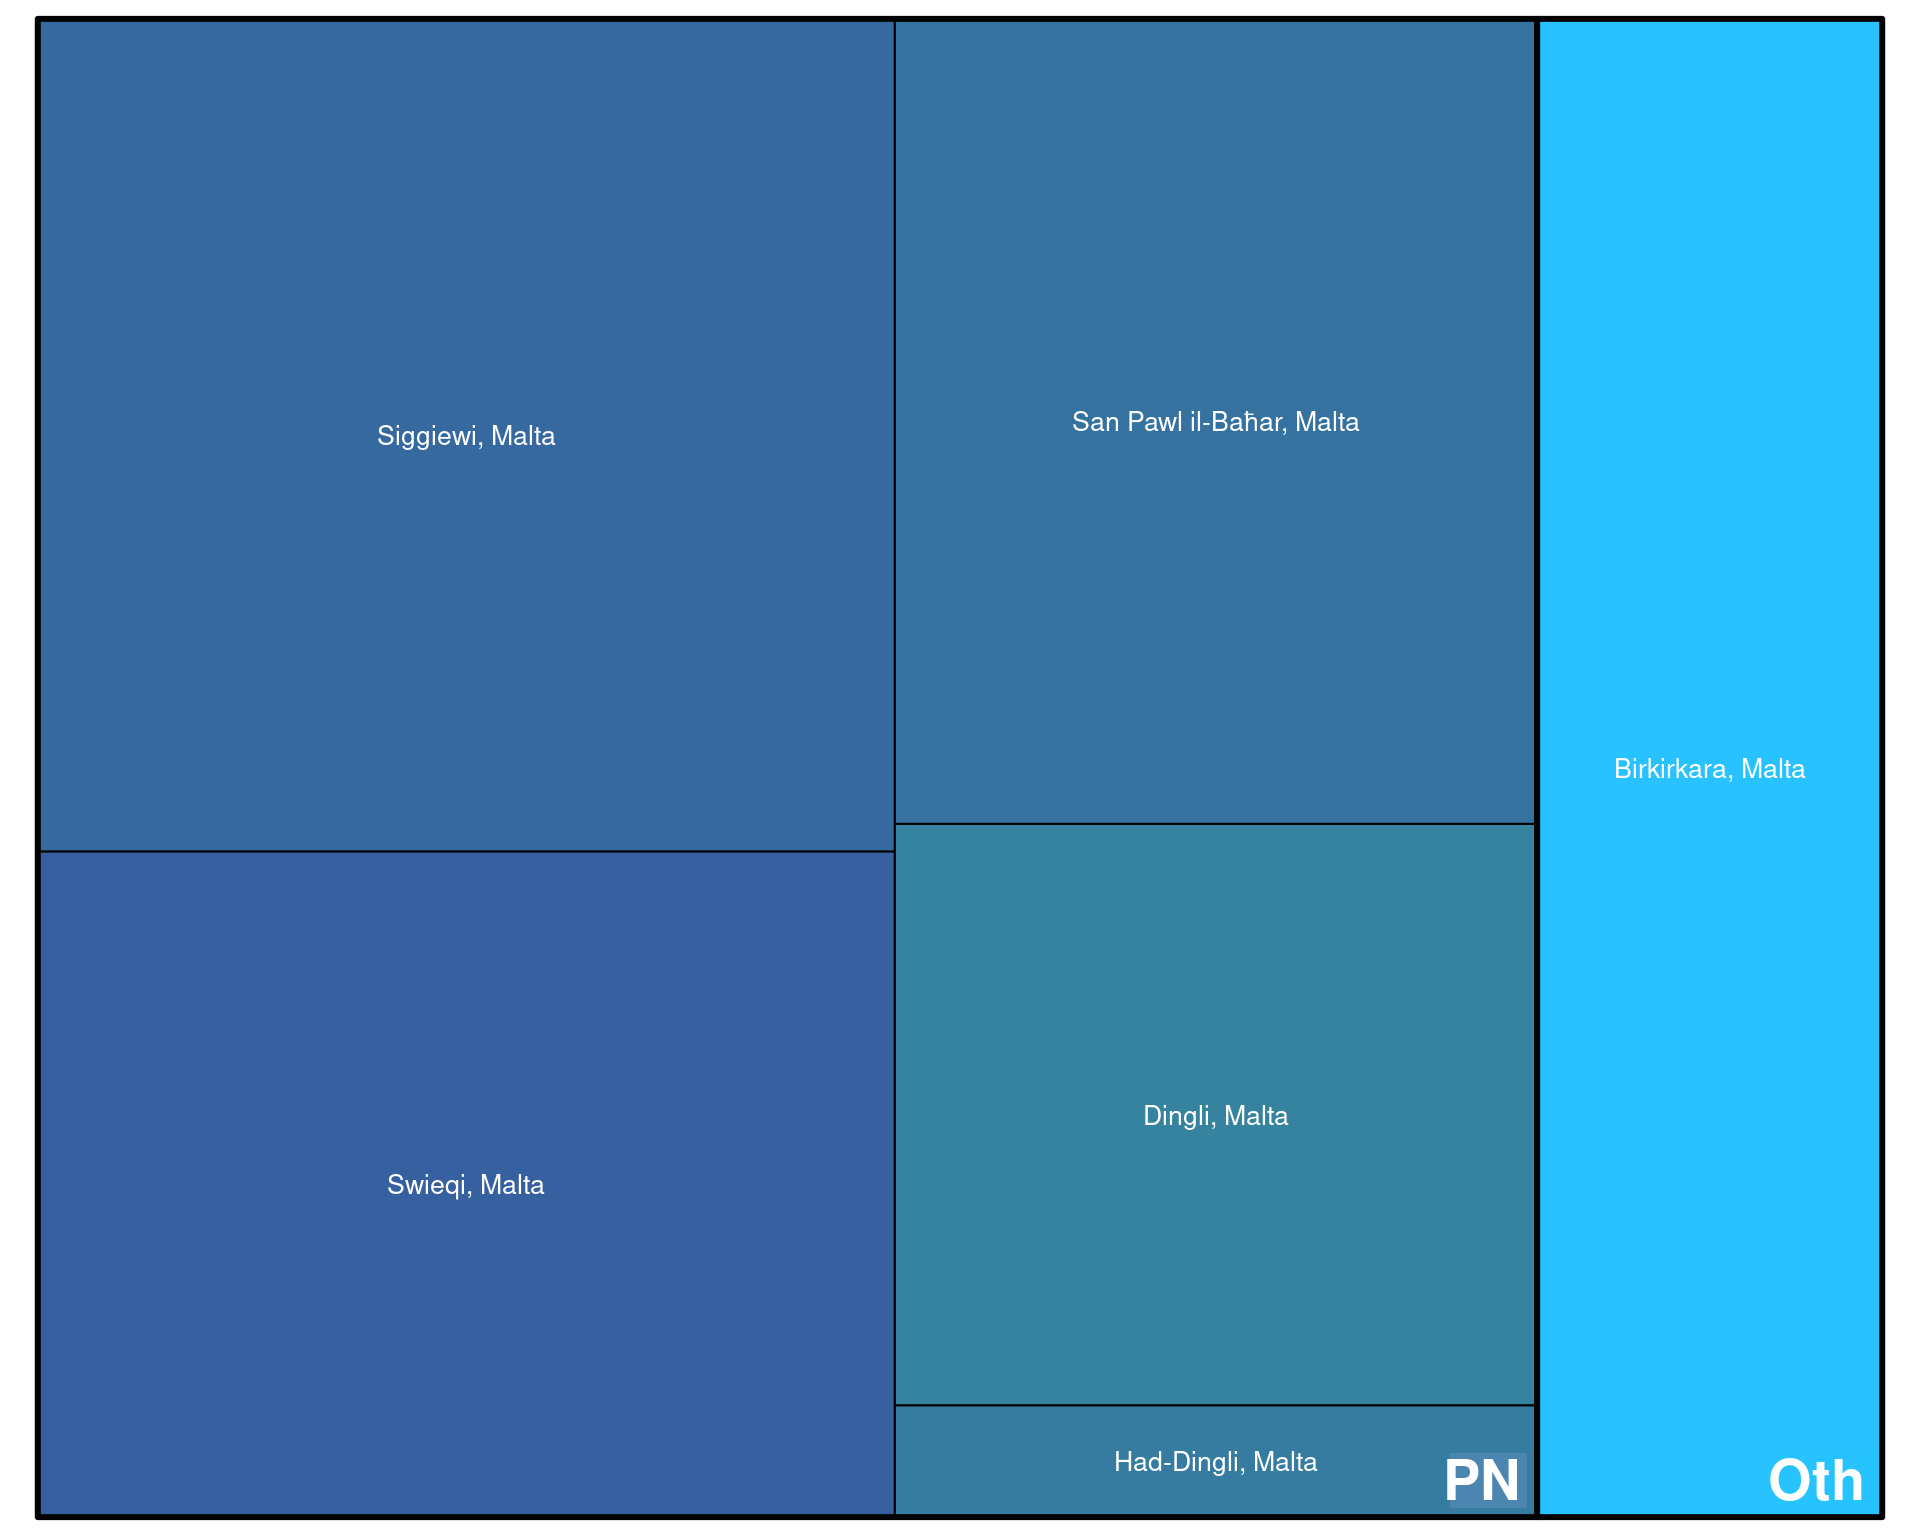 Siggiewi, Malta
San Pawl il-Baħar, Malta
Birkirkara, Malta
Dingli, Malta
Swieqi, Malta
Had-Dingli, Malta
PN
Oth